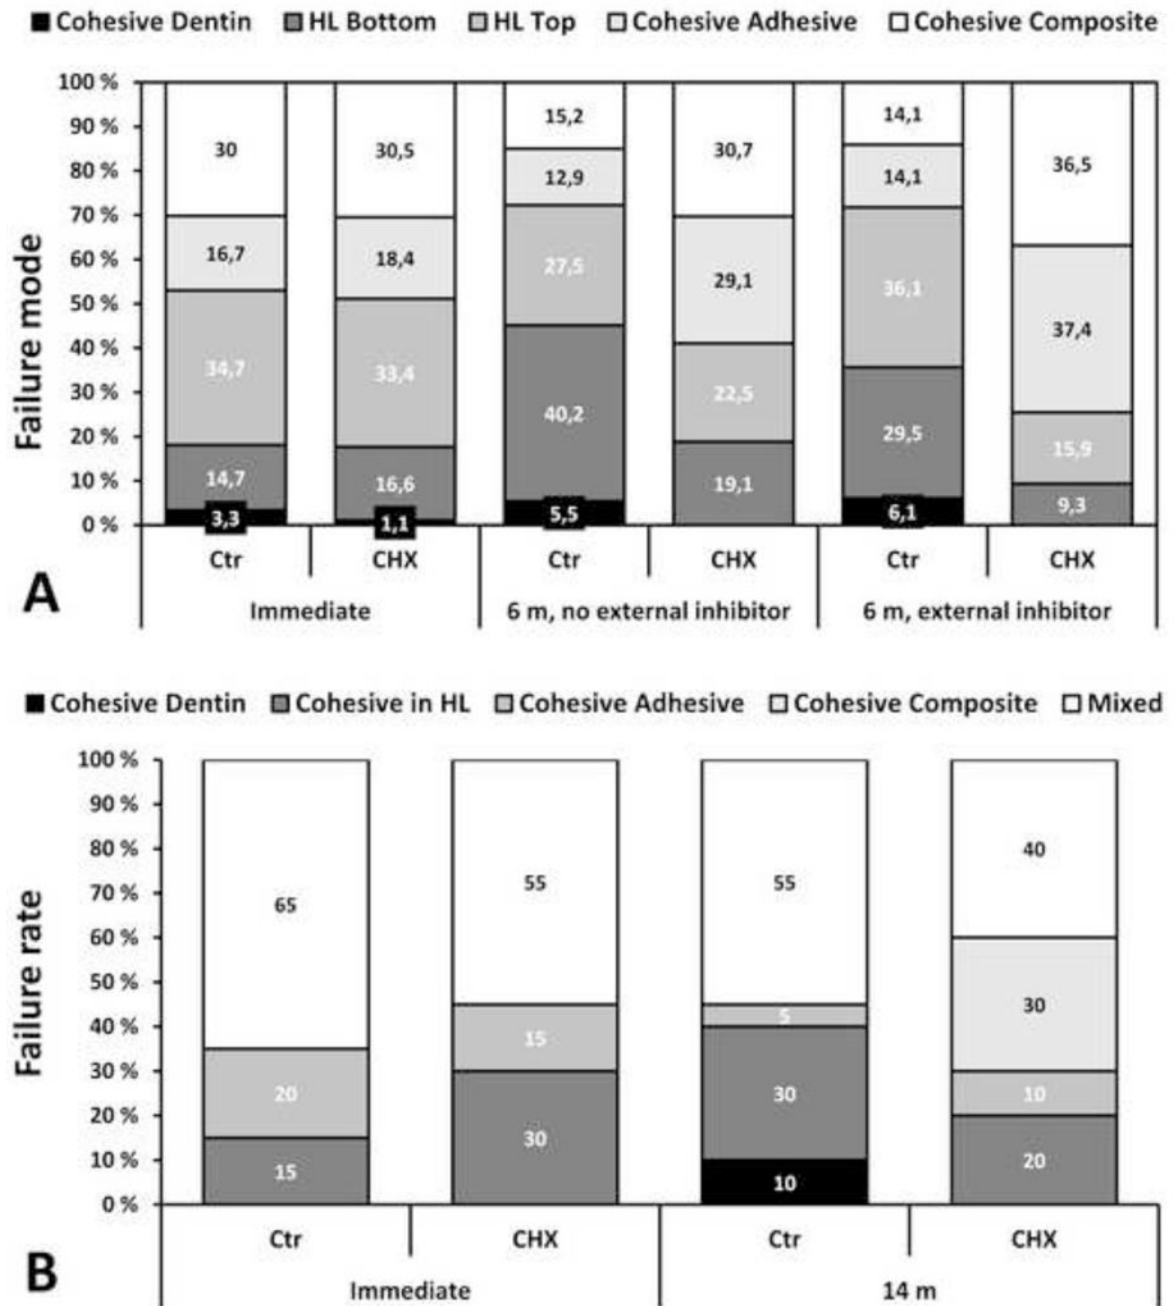 Cohesive Dentin HL Bottom HL Top Cohesive Adhesive Cohesive Composite
Failure mode
100 %
90 %
80 %
70 %
60 %
50 %
40 %
30 %
20 %
10 %
0 %
30 30,5 15,2 30,7 14,1 36,5
16,7 18,4 12,9 29,1 14,1 37,4
34,7 33,4 27,5 22,5 36,1 15,9
14,7 16,6 40,2 19,1 29,5 9,3
3,3 1,1 5,5 6,1
Ctr CHX Ctr CHX Ctr CHX
Immediate 6 m, no external inhibitor 6 m, external inhibitor
A
Cohesive Dentin Cohesive in HL Cohesive Adhesive Cohesive Composite Mixed
Failure rate
100 %
90 %
80 %
70 %
60 %
50 %
40 %
30 %
20 %
10 %
0 %
65 55 55 40
30
20 15 5 10
15 30 30 20
10
Ctr CHX Ctr CHX
Immediate 14 m
B